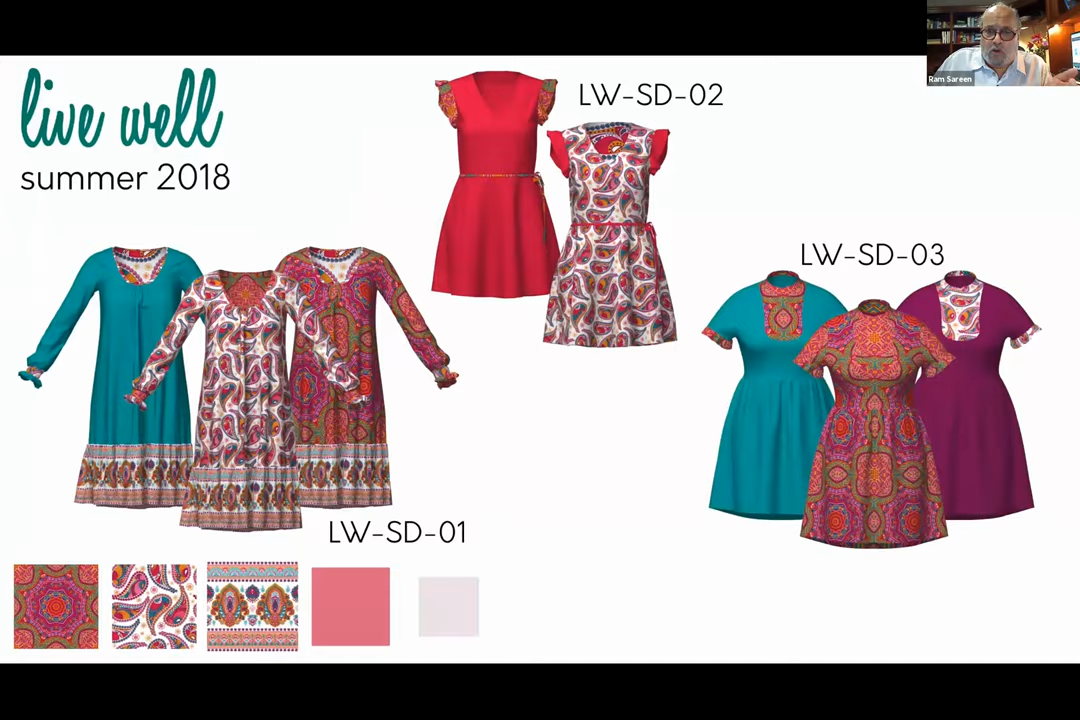 live well
summer 2018
LW-SD-02
LW-SD-03
LW-SD-01
Ram Sareen